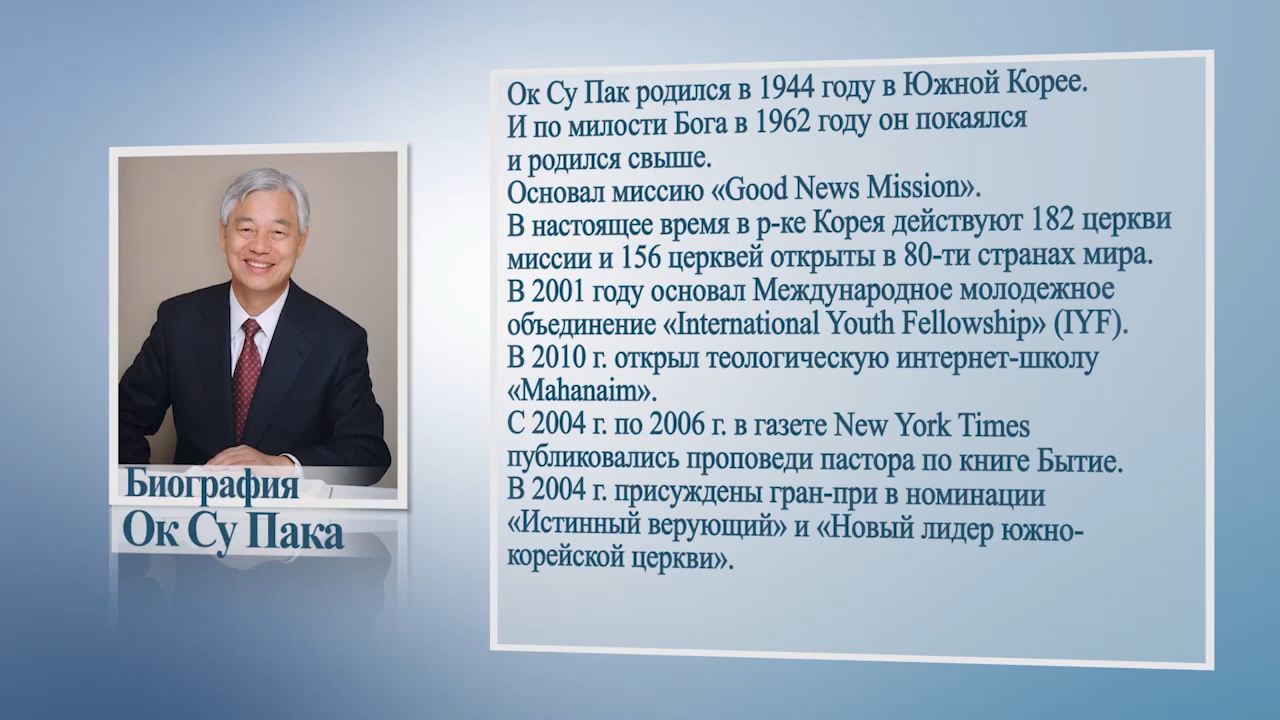 Биография
Ок Су Пака
Ок Су Пак родился в 1944 году в Южной Корее.
И по милости Бога в 1962 году он покаялся
и родился свыше.
Основал миссию «Good News Mission».
В настоящее время в р-ке Корея действуют 182 церкви
миссии и 156 церквей открыты в 80-ти странах мира.
В 2001 году основал Международное молодежное
объединение «International Youth Fellowship» (IYF).
В 2010 г. открыл теологическую интернет-школу
«Mahanaim».
С 2004 г. по 2006 г. в газете New York Times
публиковались проповеди пастора по книге Бытие.
В 2004 г. присуждены гран-при в номинации
«Истинный верующий» и «Новый лидер южно-
корейской церкви».